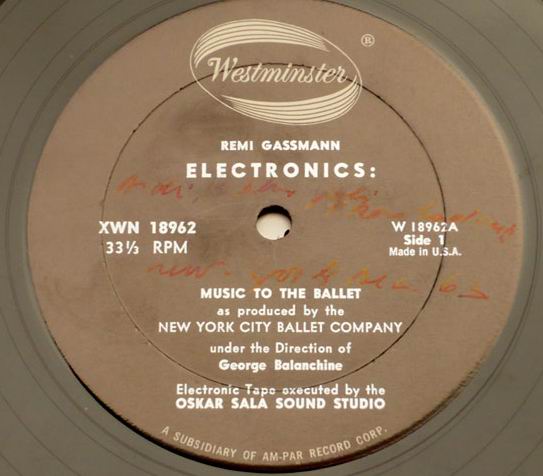 Westminster ®
REMI GASSMANN
ELECTRONICS:
XWN 18962
33⅓ RPM
W 18962A
Side 1
Made in U.S.A.
MUSIC TO THE BALLET
as produced by the
NEW YORK CITY BALLET COMPANY
under the Direction of
George Balanchine
Electronic Tape executed by the
OSKAR SALA SOUND STUDIO
A SUBSIDIARY OF AM-PAR RECORD CORP.